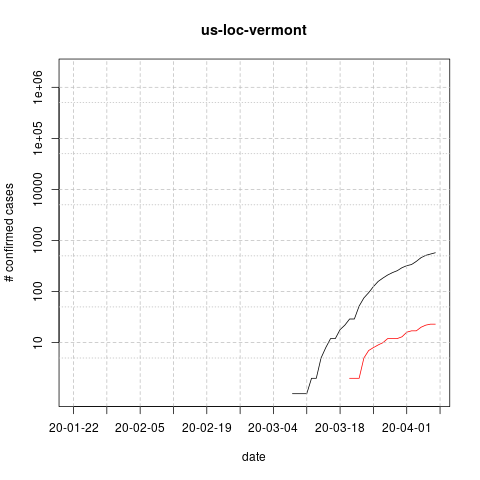 us-loc-vermont
# confirmed cases
1e+06
1e+05
10000
1000
100
10
20-01-22
20-02-05
20-02-19
20-03-04
20-03-18
20-04-01
date